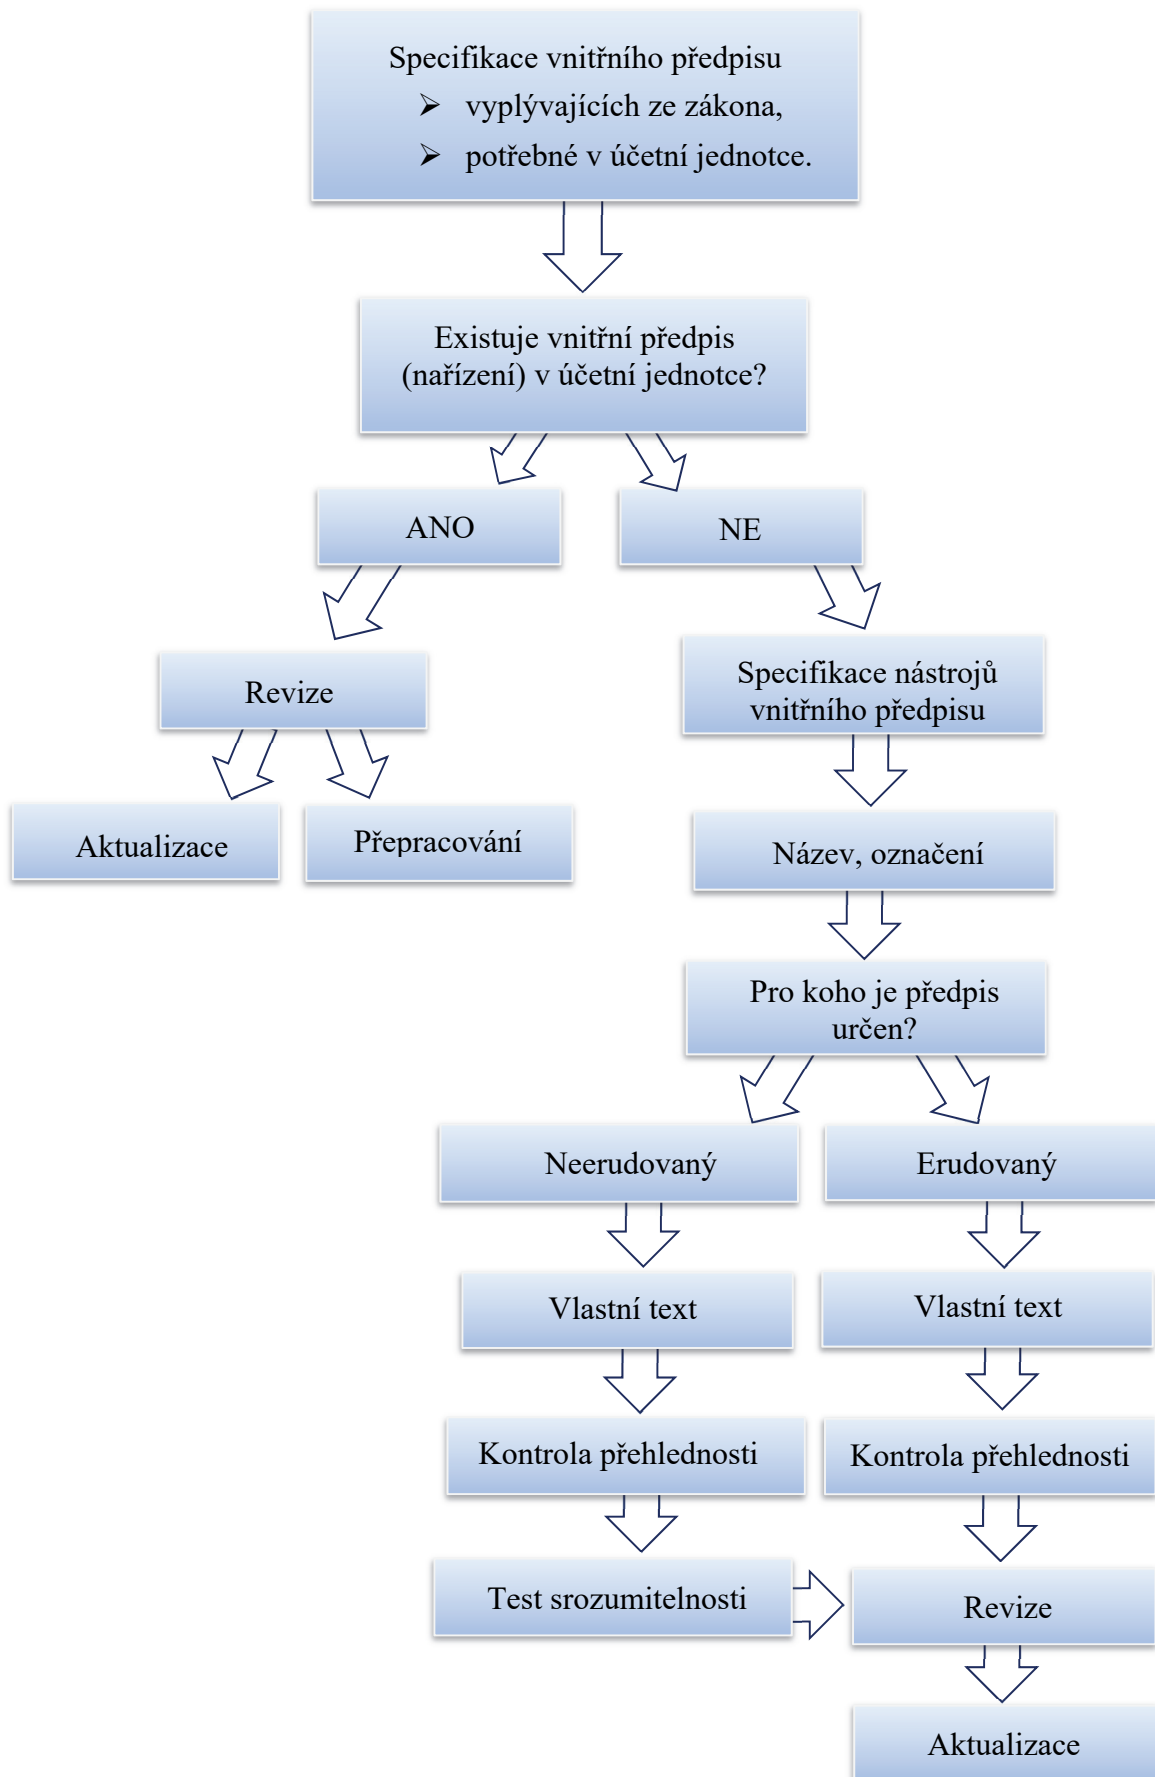 Specifikace vnitřního předpisu
➢ vyplývajících ze zákona,
➢ potřebné v účetní jednotce.
Existuje vnitřní předpis
(nařízení) v účetní jednotce?
ANO
NE
Revize
Specifikace nástrojů
vnitřního předpisu
Aktualizace
Přepracování
Název, označení
Pro koho je předpis
určen?
Neerudovaný
Erudovaný
Vlastní text
Vlastní text
Kontrola přehlednosti
Kontrola přehlednosti
Test srozumitelnosti
Revize
Aktualizace